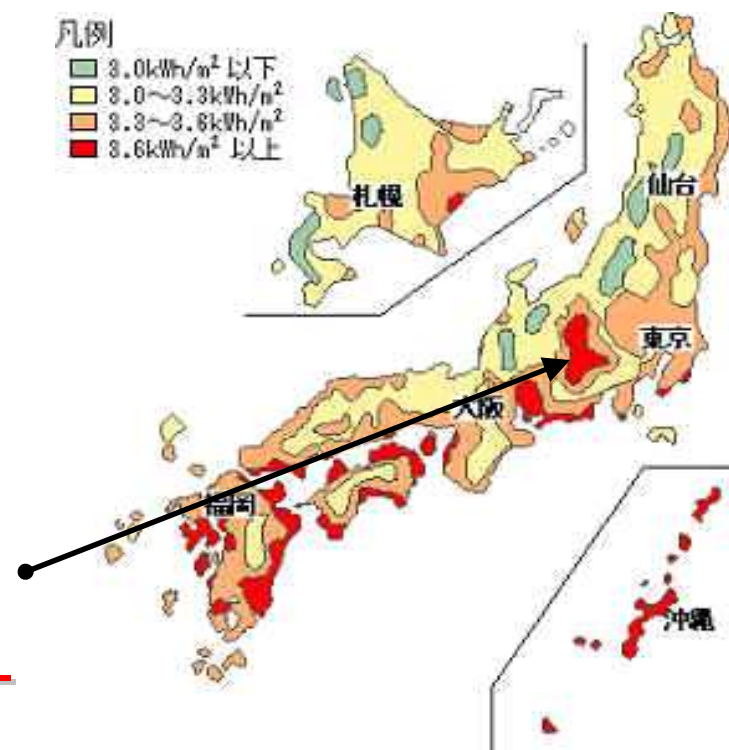 凡例
3.0kWh/m² 以下
3.0～3.3kWh/m²
3.3～3.6kWh/m²
3.6kWh/m² 以上
札幌
仙台
東京
大阪
福岡
沖縄